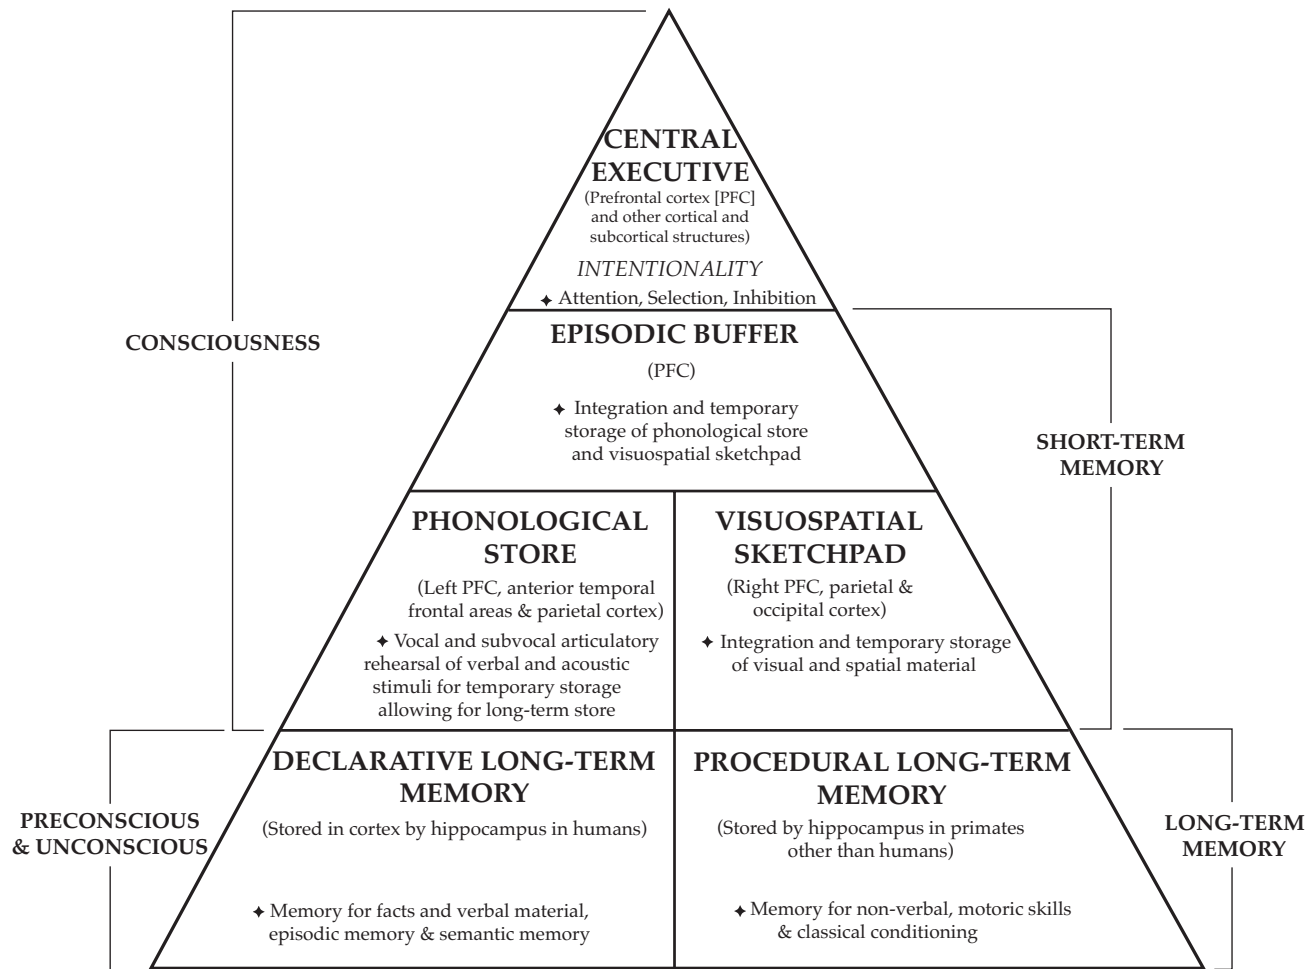 CENTRAL
EXECUTIVE
(Prefrontal cortex [PFC]
and other cortical and
subcortical structures)
INTENTIONALITY
✦ Attention, Selection, Inhibition
CONSCIOUSNESS
EPISODIC BUFFER
(PFC)
✦ Integration and temporary
storage of phonological store
and visuospatial sketchpad
SHORT-TERM
MEMORY
PHONOLOGICAL
STORE
(Left PFC, anterior temporal
frontal areas & parietal cortex)
✦ Vocal and subvocal articulatory
rehearsal of verbal and acoustic
stimuli for temporary storage
allowing for long-term store
VISUOSPATIAL
SKETCHPAD
(Right PFC, parietal &
occipital cortex)
✦ Integration and temporary storage
of visual and spatial material
PRECONSCIOUS
& UNCONSCIOUS
DECLARATIVE LONG-TERM
MEMORY
(Stored in cortex by hippocampus in humans)
✦ Memory for facts and verbal material,
episodic memory & semantic memory
PROCEDURAL LONG-TERM
MEMORY
(Stored by hippocampus in primates
other than humans)
✦ Memory for non-verbal, motoric skills
& classical conditioning
LONG-TERM
MEMORY